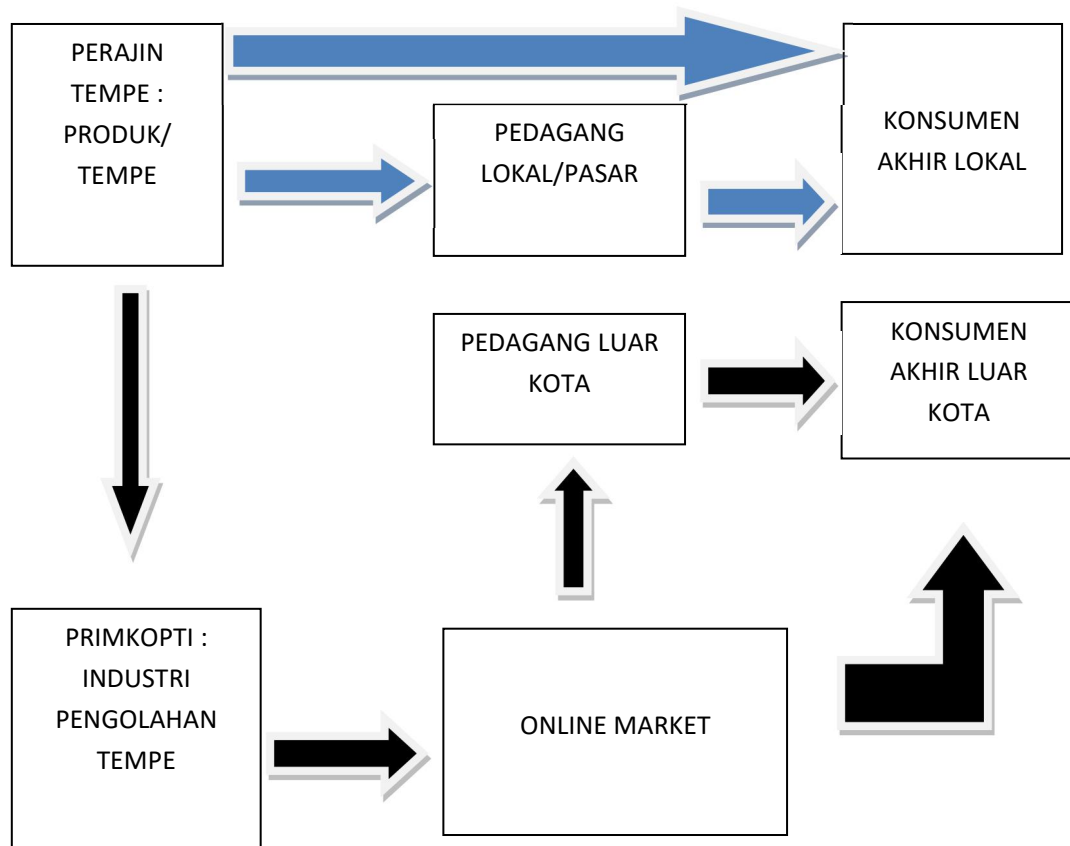 PERAJIN
TEMPE :
PRODUK/
TEMPE
PEDAGANG
LOKAL/PASAR
KONSUMEN
AKHIR LOKAL
PEDAGANG LUAR
KOTA
KONSUMEN
AKHIR LUAR
KOTA
PRIMKOPTI :
INDUSTRI
PENGOLAHAN
TEMPE
ONLINE MARKET